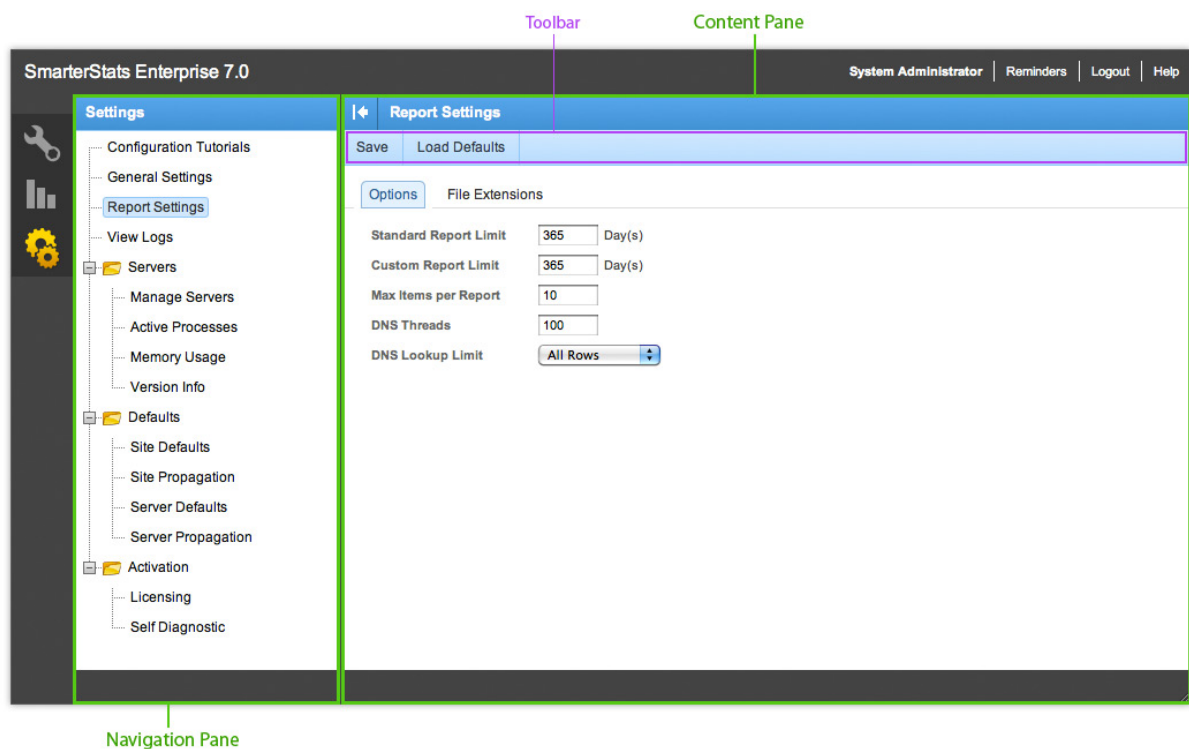 Toolbar
Content Pane
SmarterStats Enterprise 7.0
System Administrator
Reminders
Logout
Help
Settings
Configuration Tutorials
General Settings
Report Settings
View Logs
Servers
Manage Servers
Active Processes
Memory Usage
Version Info
Defaults
Site Defaults
Site Propagation
Server Defaults
Server Propagation
Activation
Licensing
Self Diagnostic
Report Settings
Save
Load Defaults
Options
File Extensions
Standard Report Limit 365 Day(s)
Custom Report Limit 365 Day(s)
Max Items per Report 10
DNS Threads 100
DNS Lookup Limit All Rows
Navigation Pane